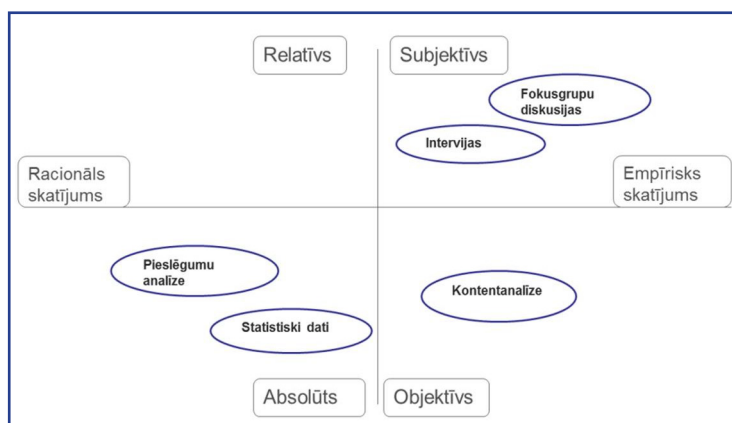 Relatīvs
Subjektīvs
Fokusgrupu
diskusijas
Intervijas
Racionāls
skatījums
Empīrisks
skatījums
Pieslēgumu
analīze
Kontentanalīze
Statistiski dati
Absolūts
Objektīvs